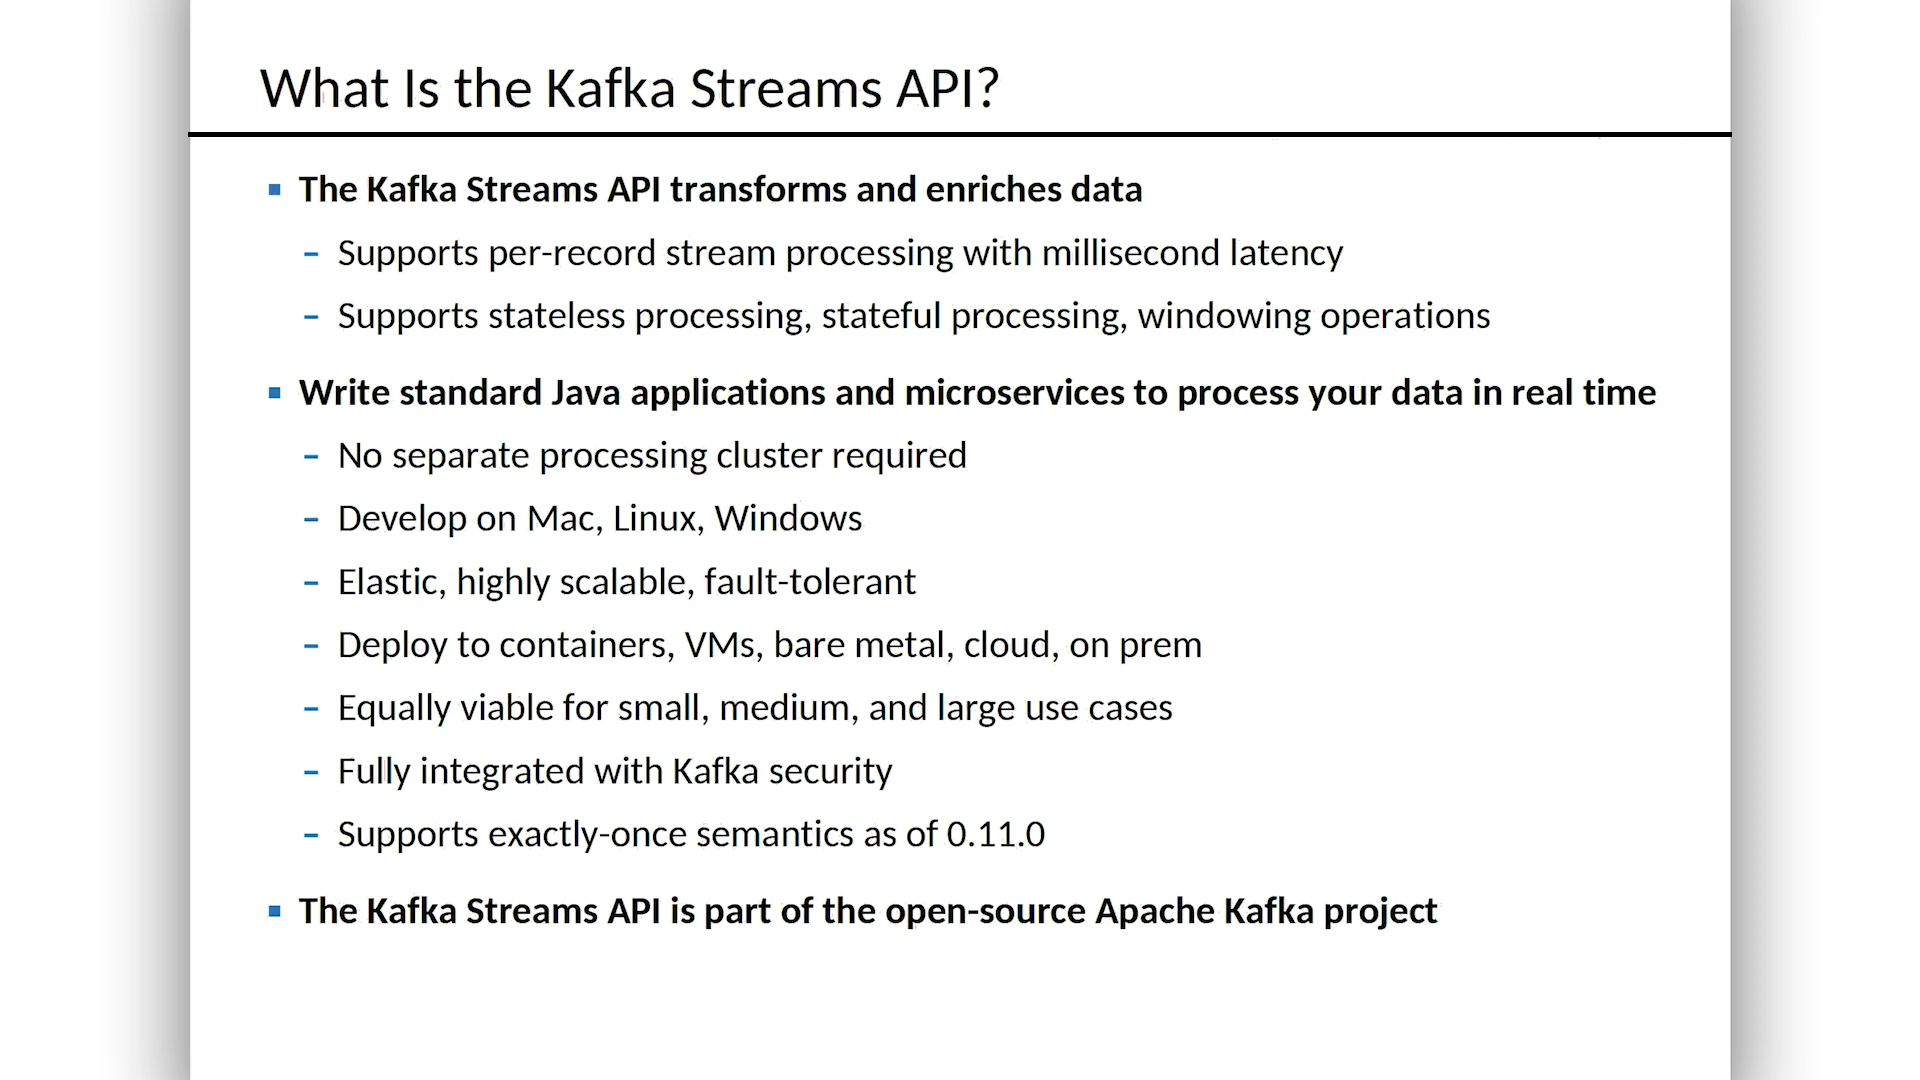 What Is the Kafka Streams API?
▪ The Kafka Streams API transforms and enriches data
– Supports per-record stream processing with millisecond latency
– Supports stateless processing, stateful processing, windowing operations
▪ Write standard Java applications and microservices to process your data in real time
– No separate processing cluster required
– Develop on Mac, Linux, Windows
– Elastic, highly scalable, fault-tolerant
– Deploy to containers, VMs, bare metal, cloud, on prem
– Equally viable for small, medium, and large use cases
– Fully integrated with Kafka security
– Supports exactly-once semantics as of 0.11.0
▪ The Kafka Streams API is part of the open-source Apache Kafka project